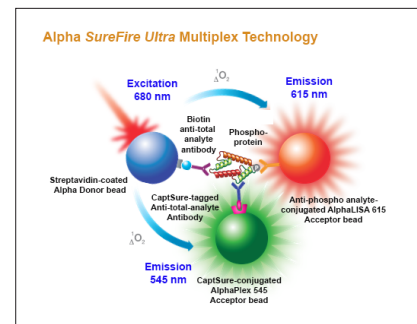 Alpha SureFire Ultra Multiplex Technology
Excitation
680 nm
1O2
Δ
Emission
615 nm
Biotin
anti-total
analyte
antibody
Phospho-
protein
Streptavidin-coated
Alpha Donor bead
CaptSure-tagged
Anti-total-analyte
Antibody
Anti-phospho analyte-
conjugated AlphaLISA 615
Acceptor bead
1O2
Δ
Emission
545 nm
CaptSure-conjugated
AlphaPlex 545
Acceptor bead